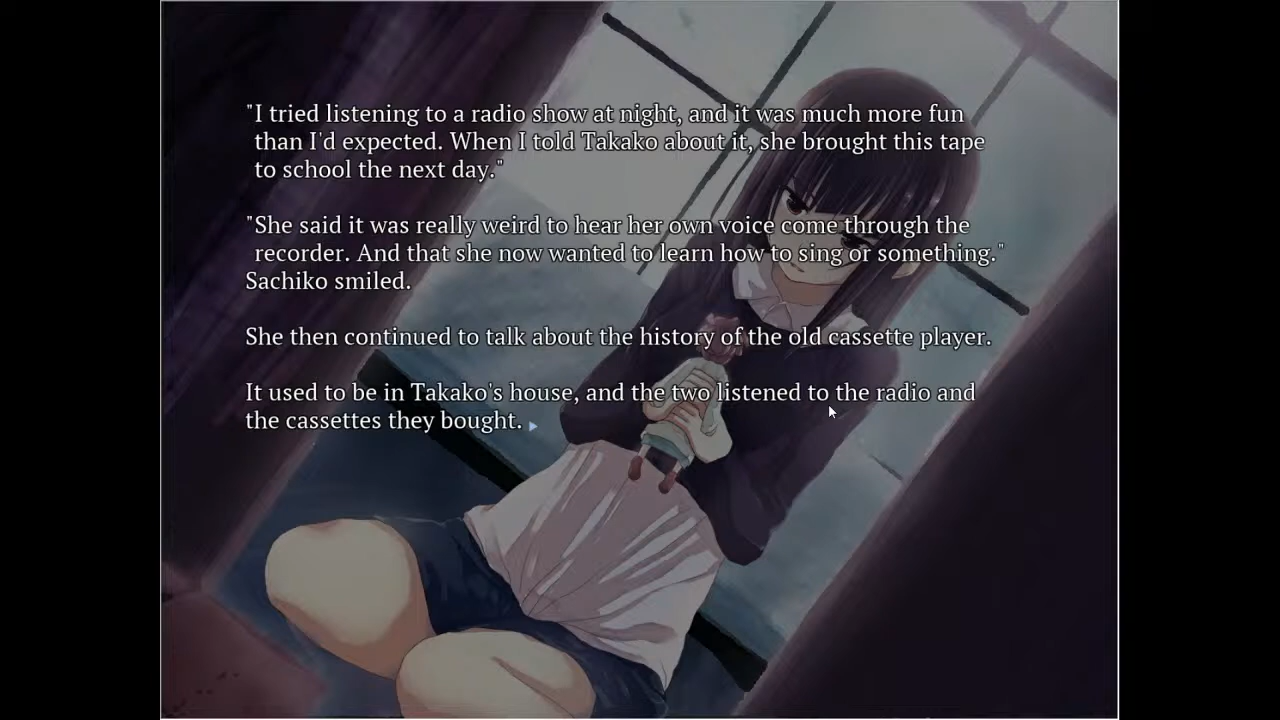 "I tried listening to a radio show at night, and it was much more fun
than I'd expected. When I told Takako about it, she brought this tape
to school the next day."
"She said it was really weird to hear her own voice come through the
recorder. And that she now wanted to learn how to sing or something."
Sachiko smiled.
She then continued to talk about the history of the old cassette player.
It used to be in Takako's house, and the two listened to the radio and
the cassettes they bought.